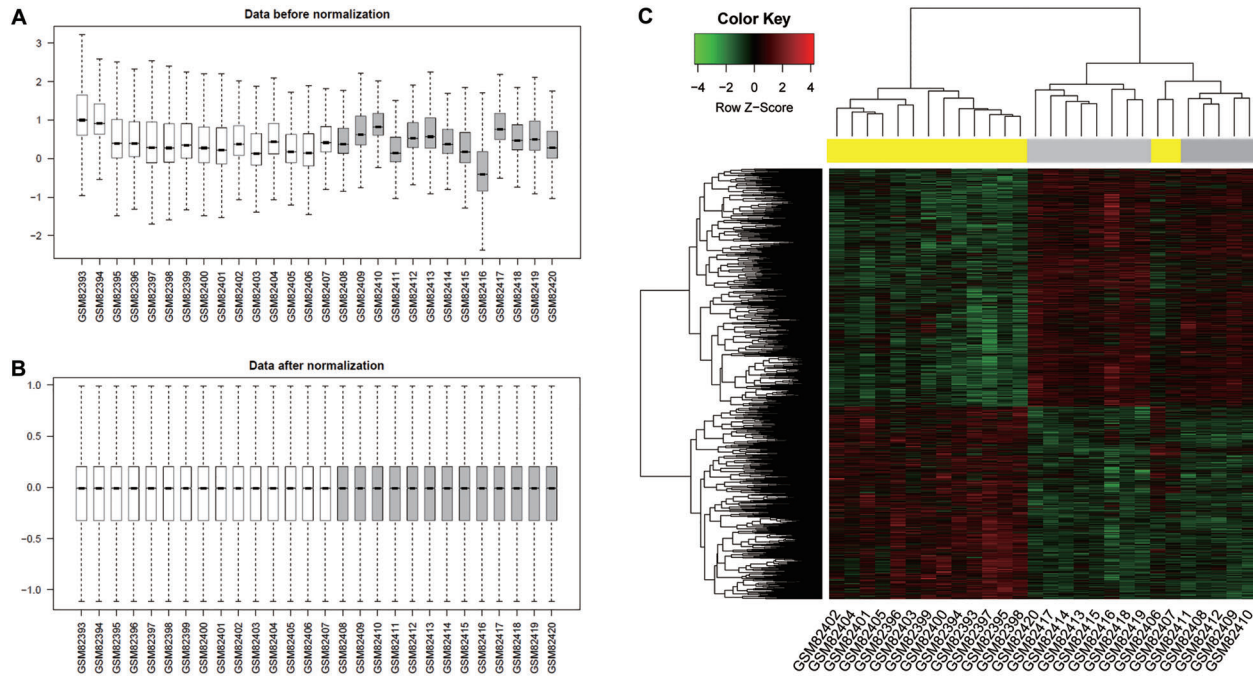 A
Data before normalization
3
2
1
0
−1
−2
GSM82393
GSM82394
GSM82395
GSM82396
GSM82397
GSM82398
GSM82399
GSM82400
GSM82401
GSM82402
GSM82403
GSM82404
GSM82405
GSM82406
GSM82407
GSM82408
GSM82409
GSM82410
GSM82411
GSM82412
GSM82413
GSM82414
GSM82415
GSM82416
GSM82417
GSM82418
GSM82419
GSM82420
B
Data after normalization
1.0
0.5
0.0
−0.5
−1.0
GSM82393
GSM82394
GSM82395
GSM82396
GSM82397
GSM82398
GSM82399
GSM82400
GSM82401
GSM82402
GSM82403
GSM82404
GSM82405
GSM82406
GSM82407
GSM82408
GSM82409
GSM82410
GSM82411
GSM82412
GSM82413
GSM82414
GSM82415
GSM82416
GSM82417
GSM82418
GSM82419
GSM82420
C
Color Key
−4 −2 0 2 4
Row Z-Score
GSM82402
GSM82404
GSM82401
GSM82405
GSM82396
GSM82403
GSM82399
GSM82400
GSM82394
GSM82393
GSM82397
GSM82395
GSM82398
GSM82420
GSM82417
GSM82414
GSM82413
GSM82415
GSM82416
GSM82418
GSM82419
GSM82406
GSM82407
GSM82411
GSM82408
GSM82412
GSM82409
GSM82410